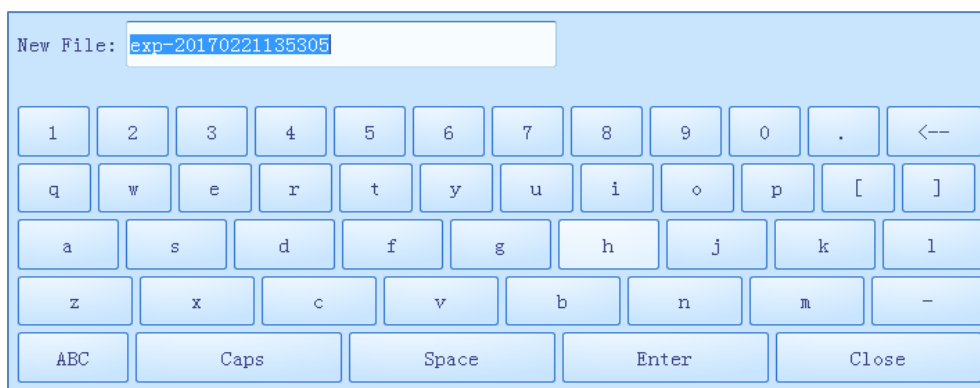 New File: exp-20170221135305
1 2 3 4 5 6 7 8 9 0 . <--
q w e r t y u i o p [ ]
a s d f g h j k l
z x c v b n m -
ABC Caps Space Enter Close